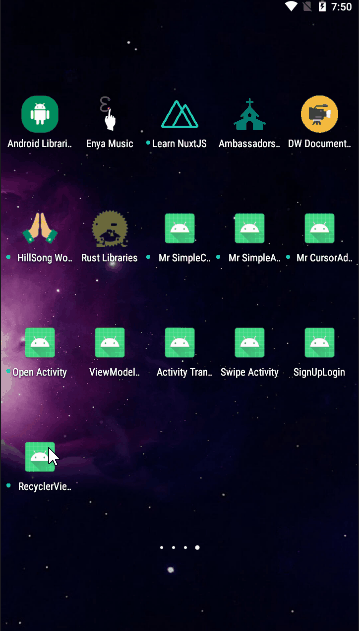 7:50
Android Librari..
Enya Music
Learn NuxtJS
Ambassadors..
DW Document..
HillSong Wo..
Rust Libraries
Mr SimpleC..
Mr SimpleA..
Mr CursorAd..
Open Activity
ViewModel..
Activity Tran..
Swipe Activity
SignUpLogin
RecyclerVie..